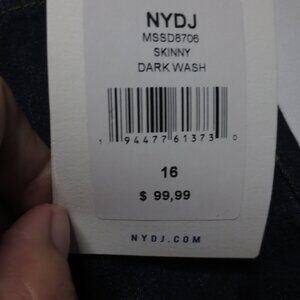 NYDJ
MSSD8706
SKINNY
DARK WASH
1 94477 61373 0
16
$ 99,99
NYDJ.COM